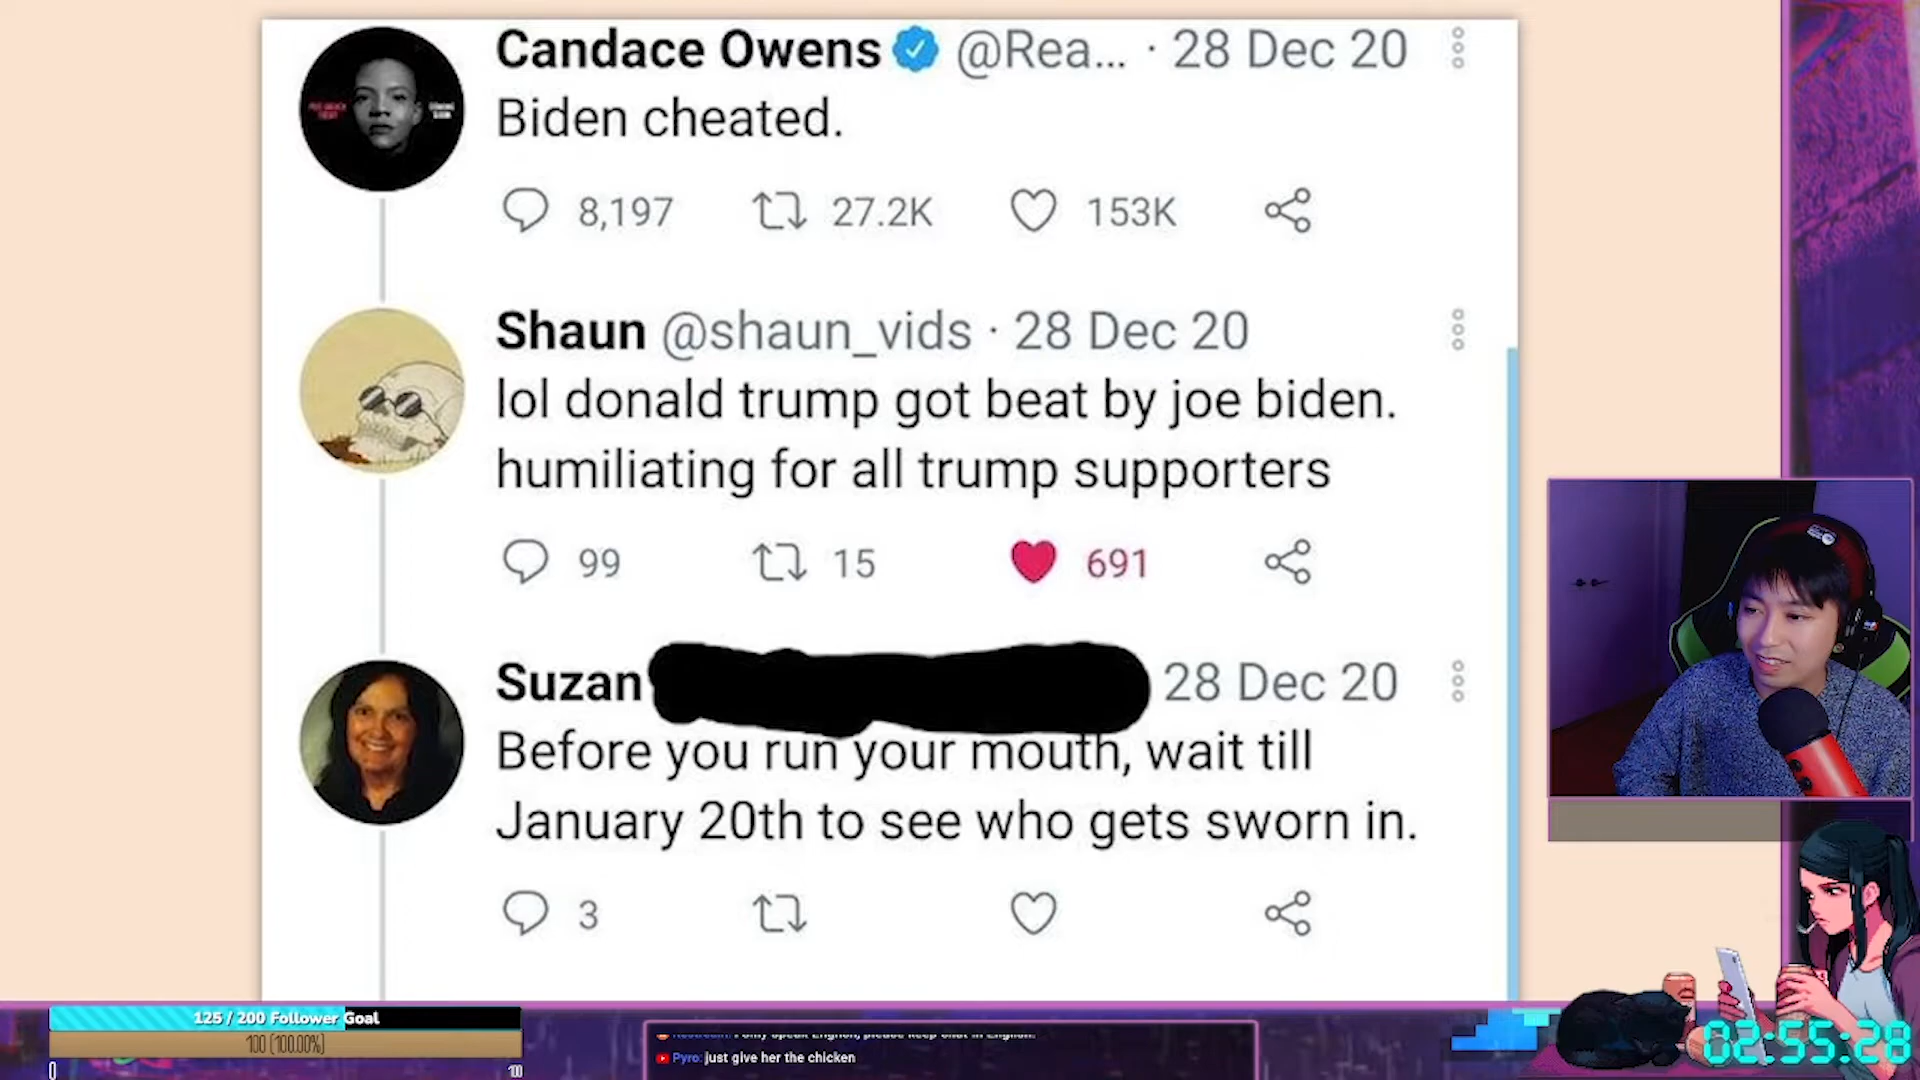 Candace Owens @Rea... · 28 Dec 20
Biden cheated.
8,197 27.2K 153K
Shaun @shaun_vids · 28 Dec 20
lol donald trump got beat by joe biden.
humiliating for all trump supporters
99 15 691
Suzan 28 Dec 20
Before you run your mouth, wait till
January 20th to see who gets sworn in.
3
125 / 200 Follower Goal
100 (100.00%)
0 100
Pyro: just give her the chicken
02:55:28